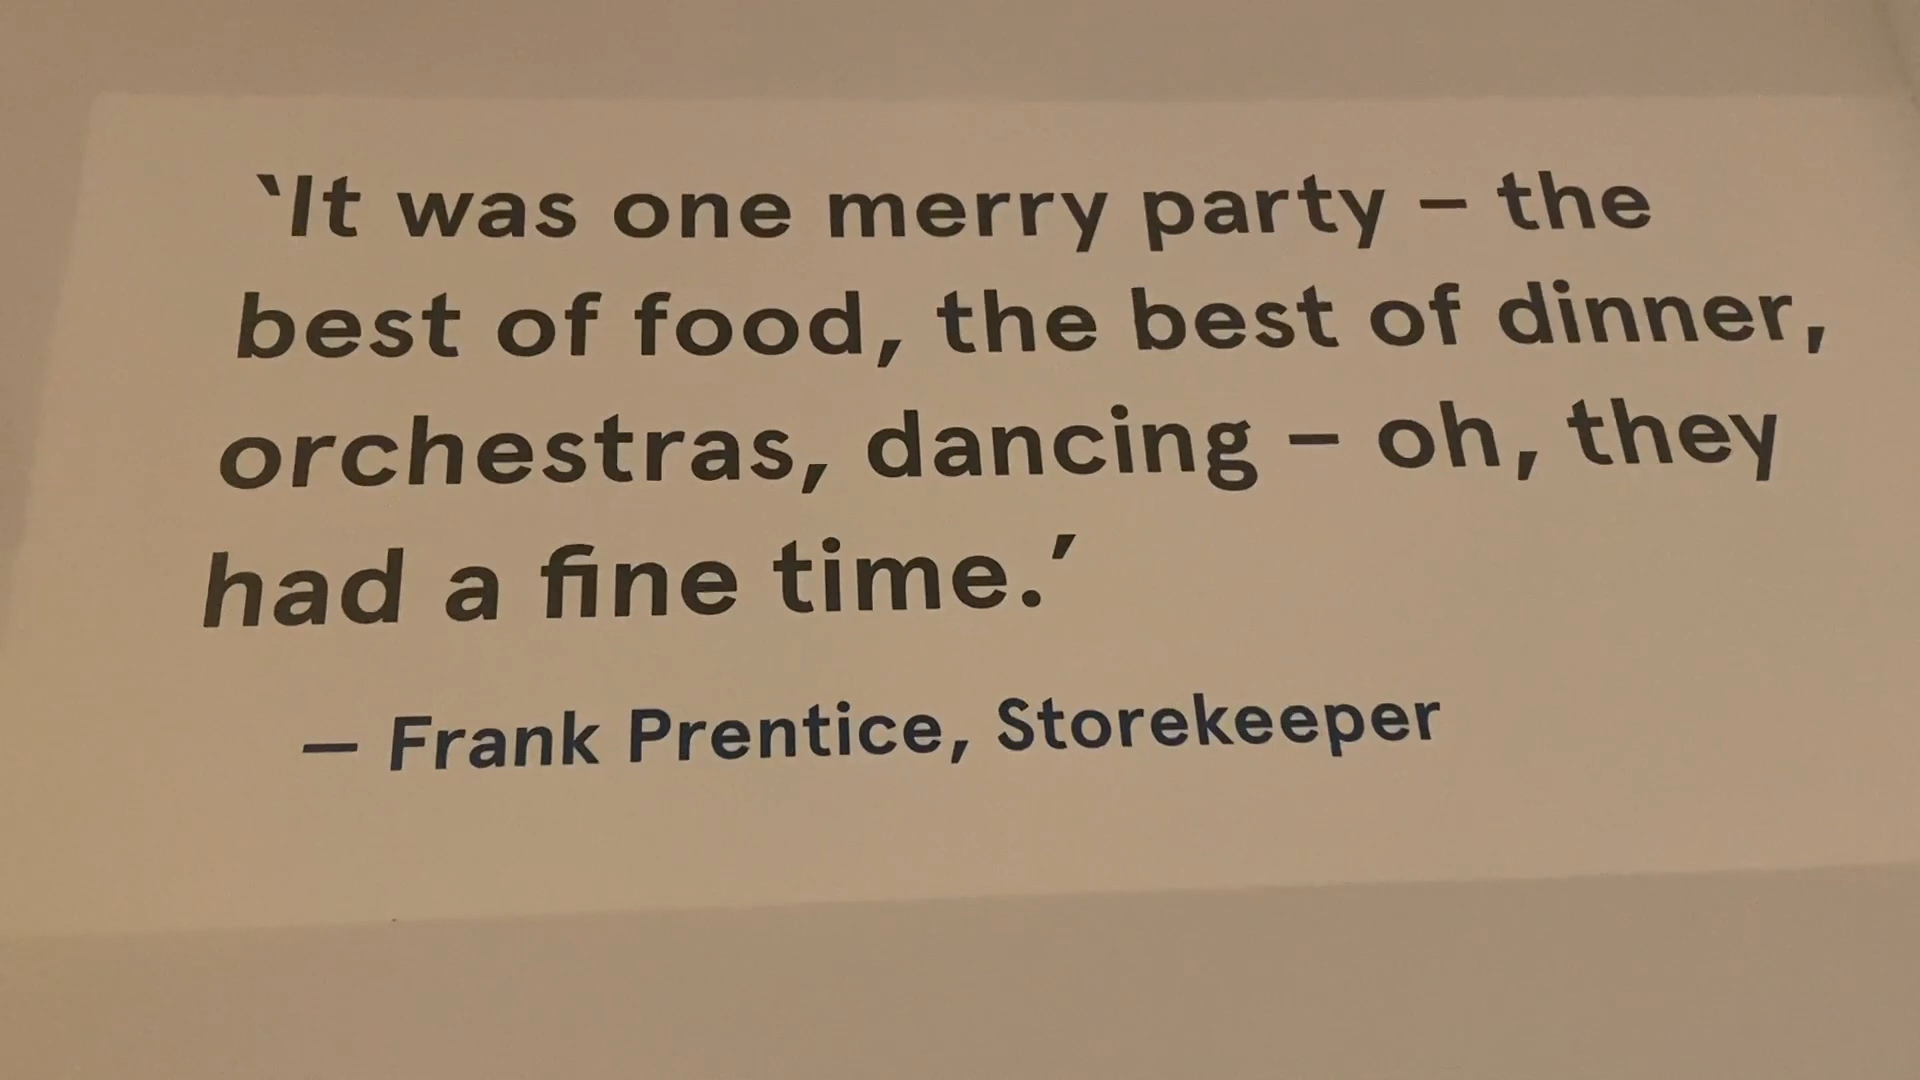 ‘It was one merry party – the
best of food, the best of dinner,
orchestras, dancing – oh, they
had a fine time.’
— Frank Prentice, Storekeeper